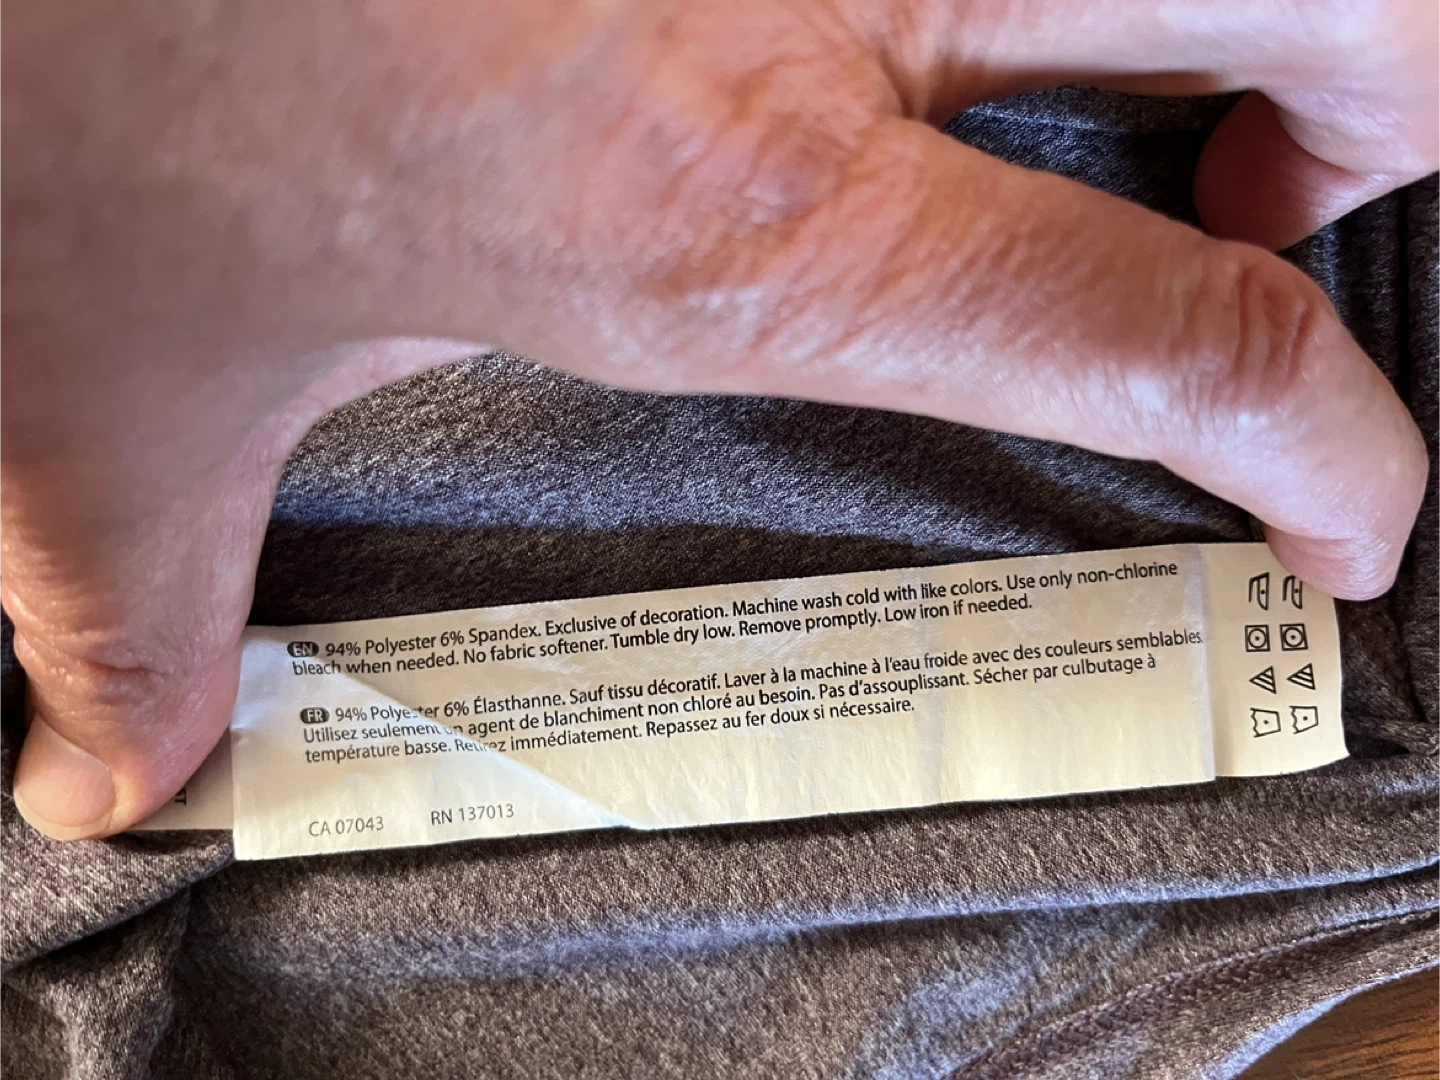 EN 94% Polyester 6% Spandex. Exclusive of decoration. Machine wash cold with like colors. Use only non-chlorine
bleach when needed. No fabric softener. Tumble dry low. Remove promptly. Low iron if needed.
FR 94% Polyester 6% Élasthanne. Sauf tissu décoratif. Laver à la machine à l'eau froide avec des couleurs semblables.
Utilisez seulement un agent de blanchiment non chloré au besoin. Pas d'assouplissant. Sécher par culbutage à
température basse. Retirez immédiatement. Repassez au fer doux si nécessaire.
CA 07043 RN 137013